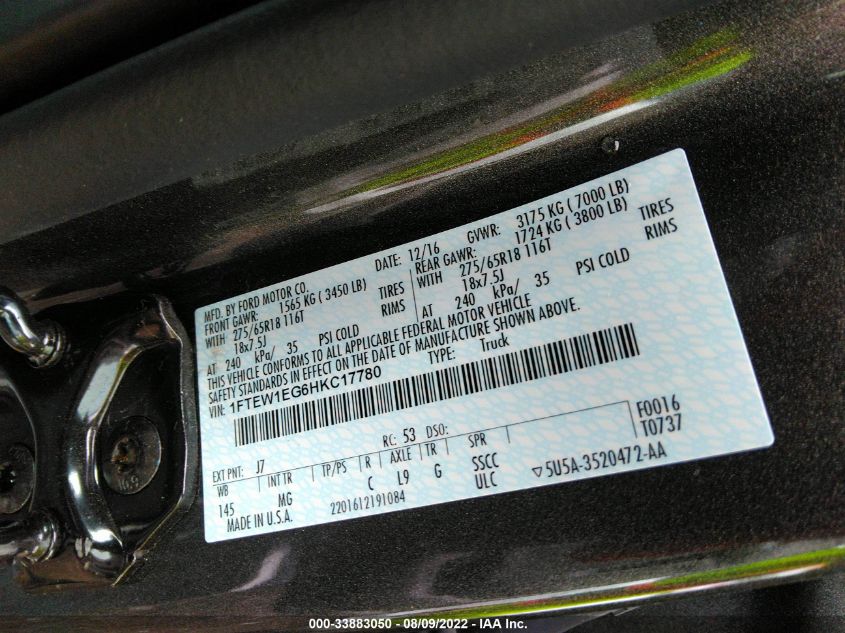 MFD. BY FORD MOTOR CO. DATE: 12/16 GVWR: 3175 KG ( 7000 LB)
FRONT GAWR: 1565 KG ( 3450 LB) REAR GAWR: 1724 KG ( 3800 LB)
WITH 275/65R18 116T TIRES WITH 275/65R18 116T TIRES
18x7.5J RIMS 18x7.5J RIMS
AT 240 kPa/ 35 PSI COLD AT 240 kPa/ 35 PSI COLD
THIS VEHICLE CONFORMS TO ALL APPLICABLE FEDERAL MOTOR VEHICLE
SAFETY STANDARDS IN EFFECT ON THE DATE OF MANUFACTURE SHOWN ABOVE.
VIN: 1FTEW1EG6HKC17780 TYPE: Truck
F0016
T0737
EXT PNT: J7 RC: 53 DSO:
WB INT TR TP/PS R AXLE TR SPR
145 MG C L9 G SSCC
ULC
MADE IN U.S.A. 2201612191084 ▽5U5A-3520472-AA
000-33883050 - 08/09/2022 - IAA Inc.